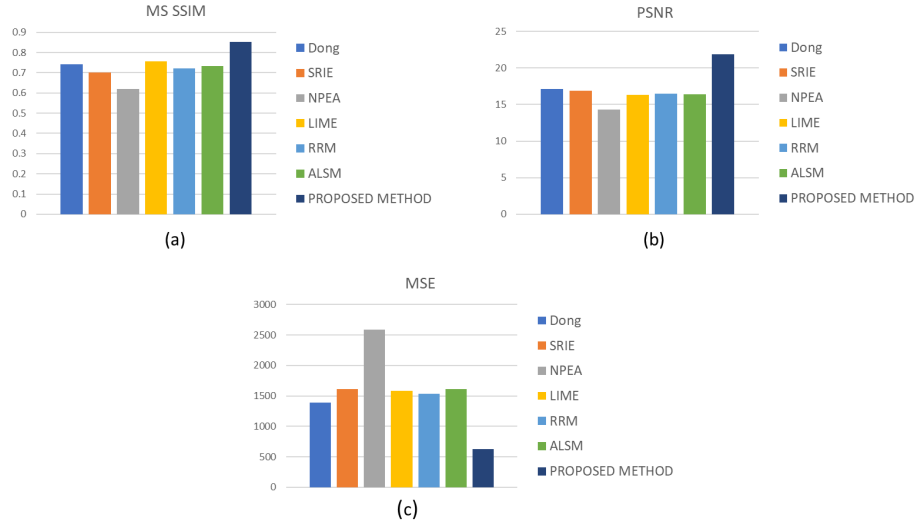 MS SSIM
0.9
0.8
0.7
0.6
0.5
0.4
0.3
0.2
0.1
0
Dong
SRIE
NPEA
LIME
RRM
ALSM
PROPOSED METHOD
(a)
PSNR
25
20
15
10
5
0
Dong
SRIE
NPEA
LIME
RRM
ALSM
PROPOSED METHOD
(b)
MSE
3000
2500
2000
1500
1000
500
0
Dong
SRIE
NPEA
LIME
RRM
ALSM
PROPOSED METHOD
(c)